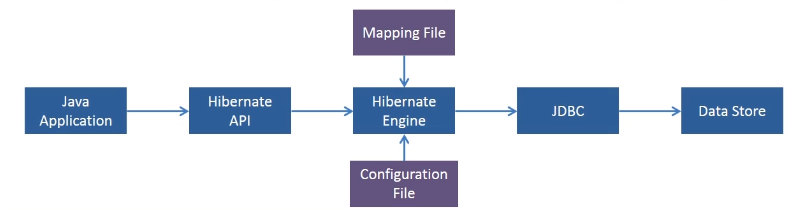 Mapping File
Java
Application
Hibernate
API
Hibernate
Engine
JDBC
Data Store
Configuration
File